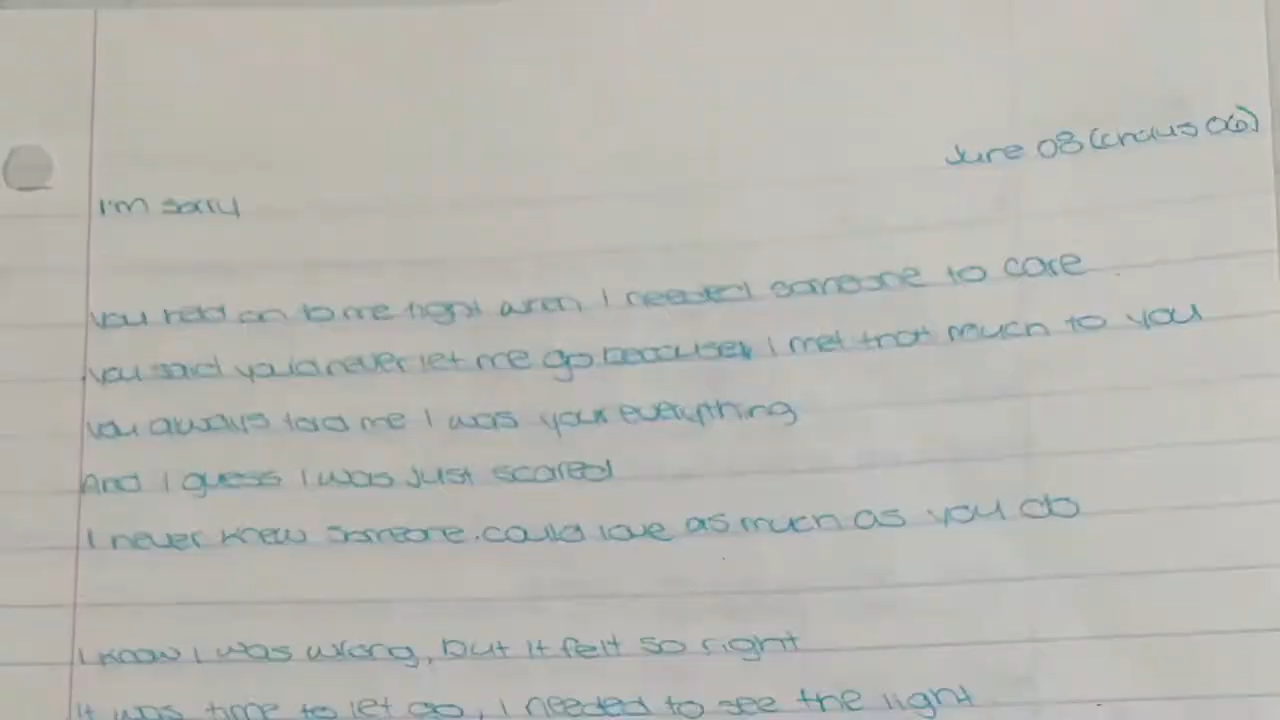 June 08 (chorus 06)
I'm sorry
You held on to me tight when I needed someone to care
You said you'd never let me go because I met that much to you
You always told me I was your everything
And I guess I was just scared
I never knew someone could love as much as you do
I know I was wrong, but it felt so right
It was time to let go, I needed to see the light